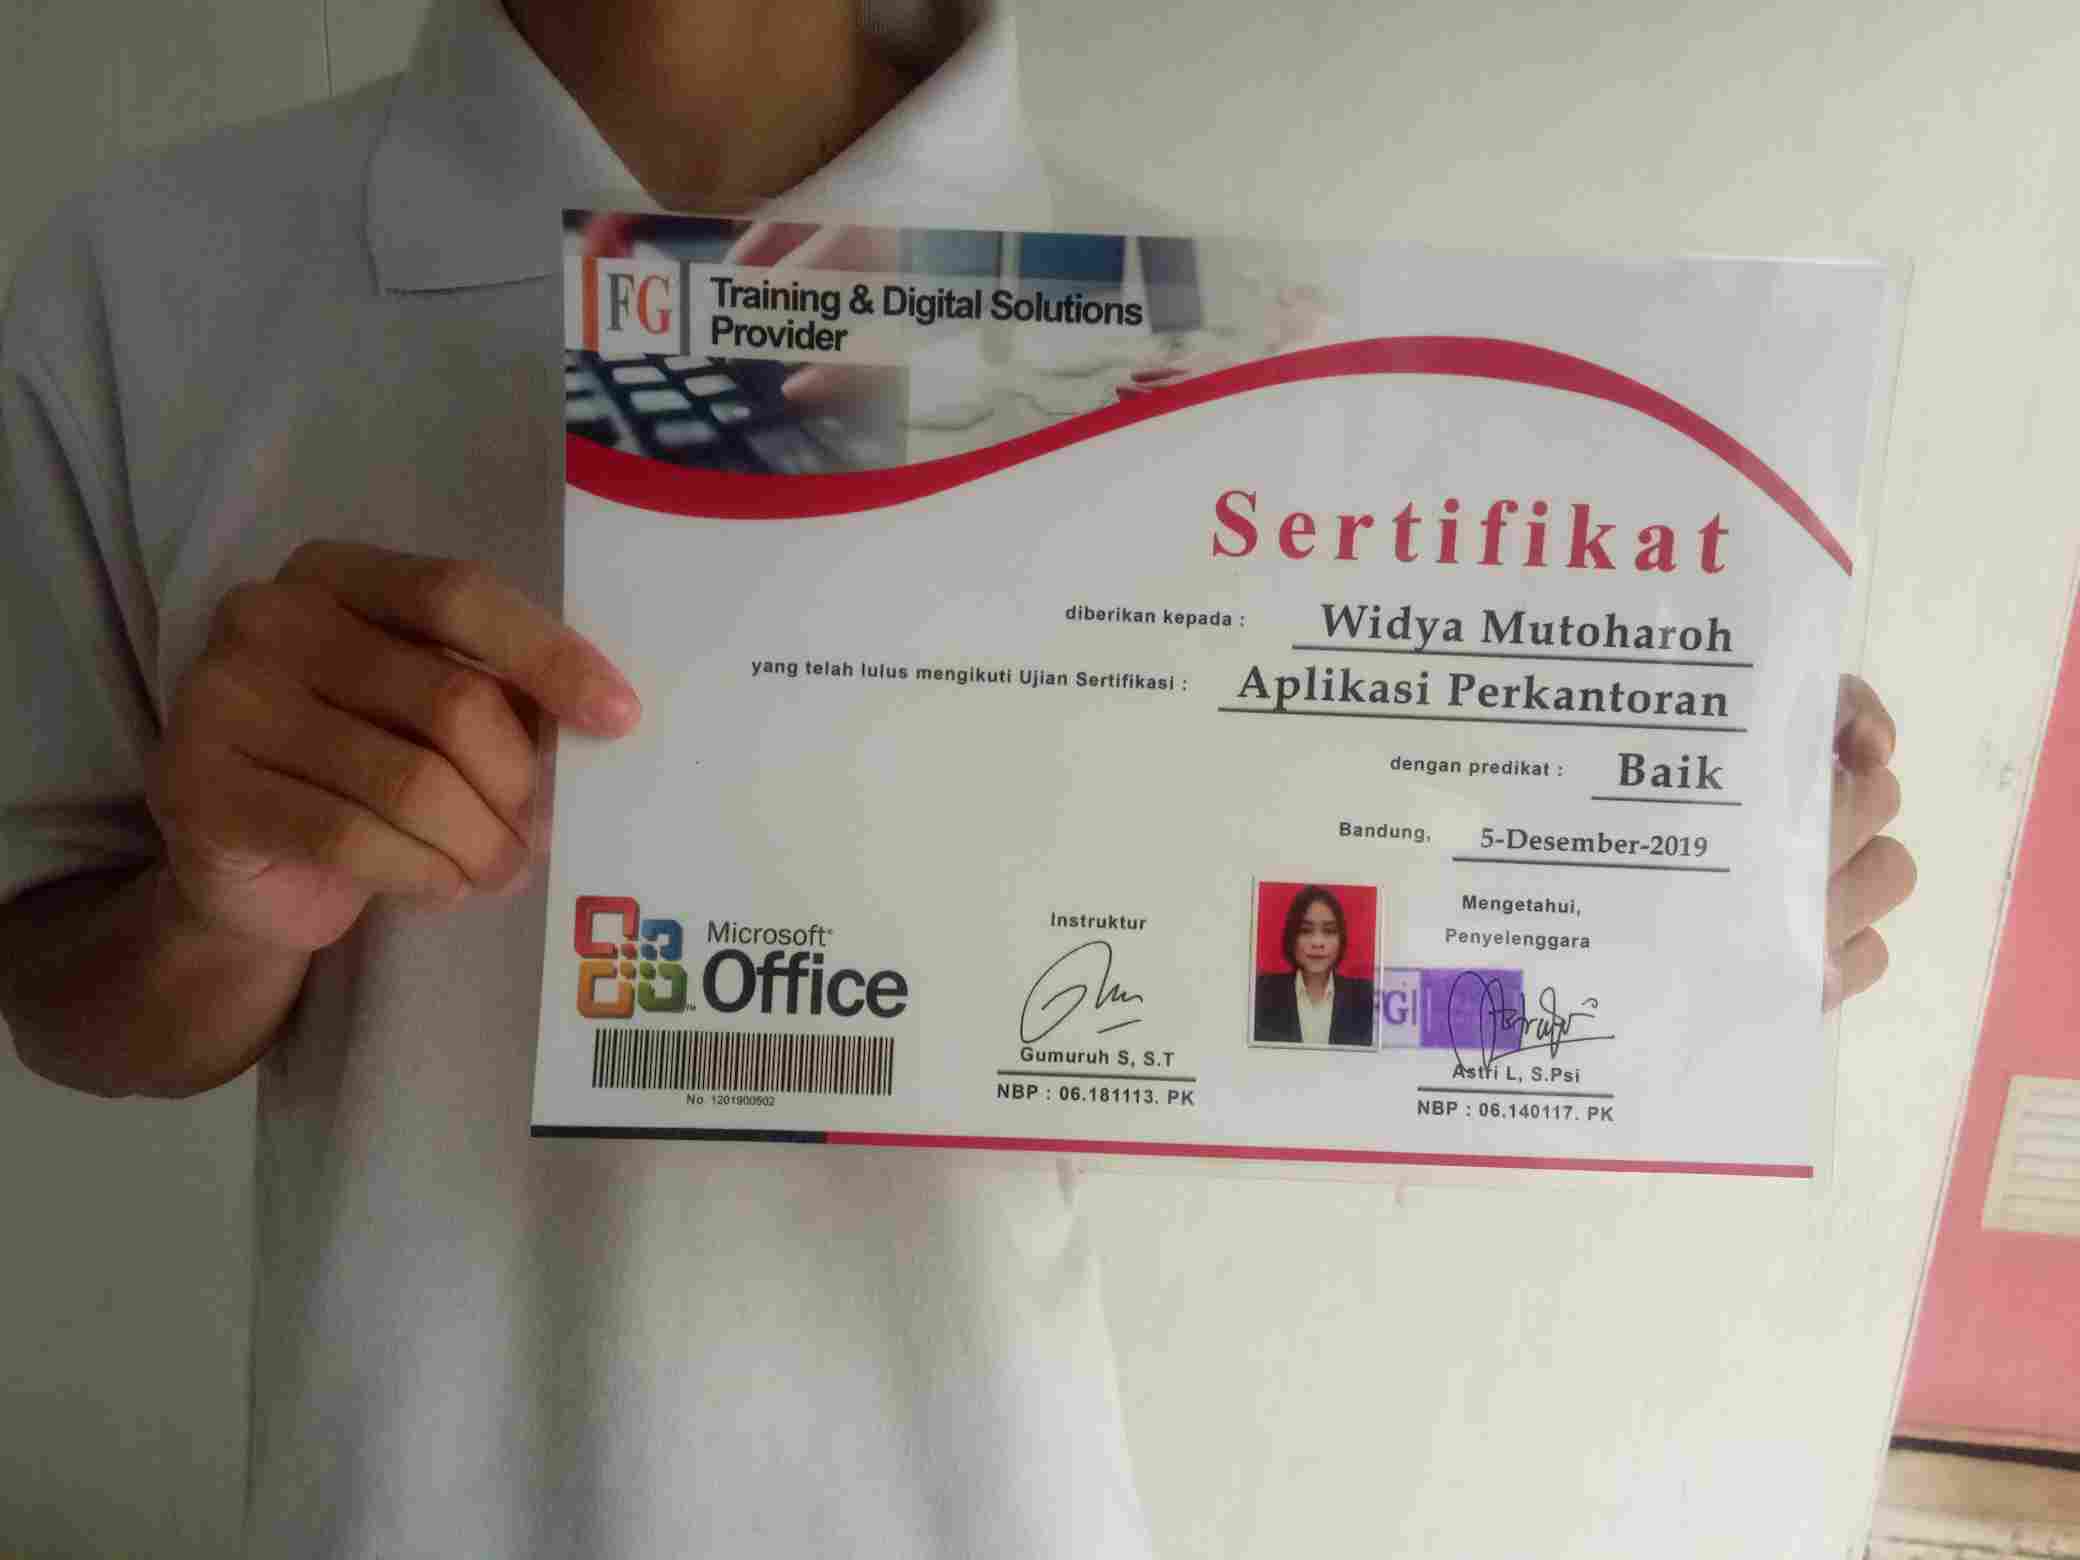 FG
Training & Digital Solutions
Provider
Sertifikat
diberikan kepada : Widya Mutoharoh
yang telah lulus mengikuti Ujian Sertifikasi : Aplikasi Perkantoran
dengan predikat : Baik
Bandung, 5-Desember-2019
Mengetahui,
Penyelenggara
Instruktur
Microsoft®
Office™
FG
Gumuruh S, S.T
Astri L, S.Psi
No. 1201900502
NBP : 06.181113. PK
NBP : 06.140117. PK